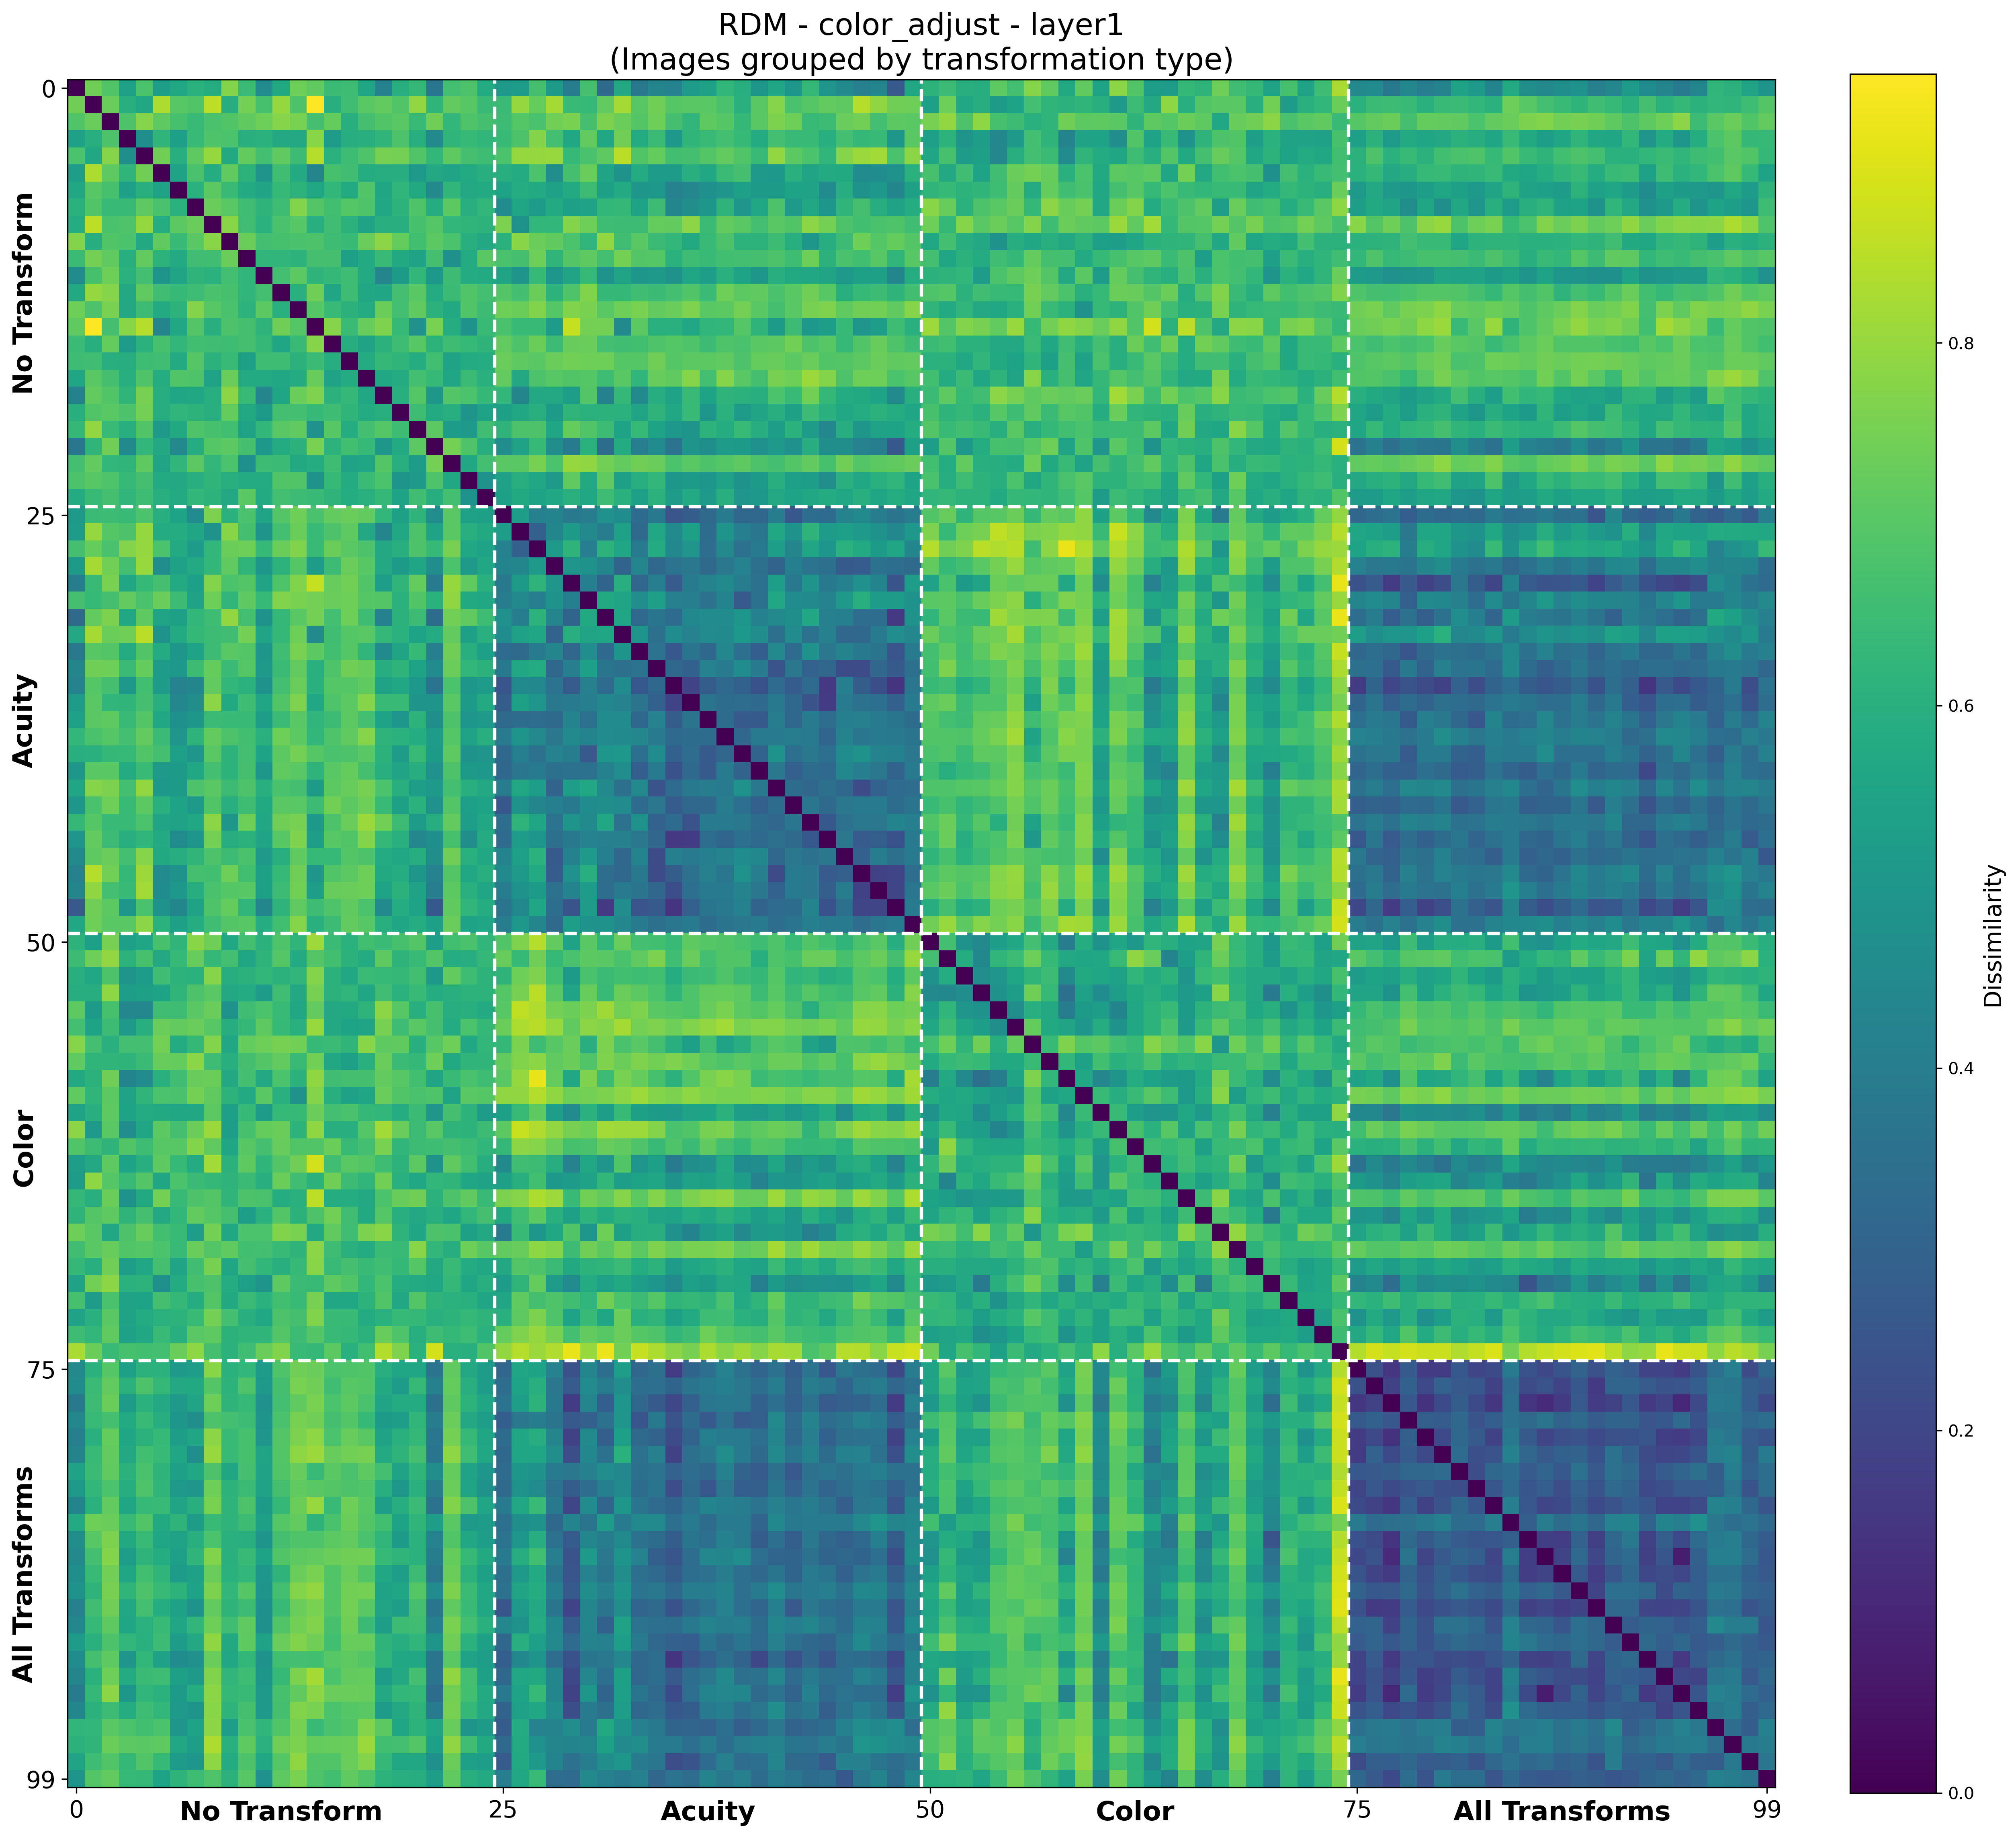 RDM - color_adjust - layer1
(Images grouped by transformation type)
0
25
50
75
99
No Transform
Acuity
Color
All Transforms
0
25
50
75
99
No Transform
Acuity
Color
All Transforms
0.8
0.6
0.4
0.2
0.0
Dissimilarity